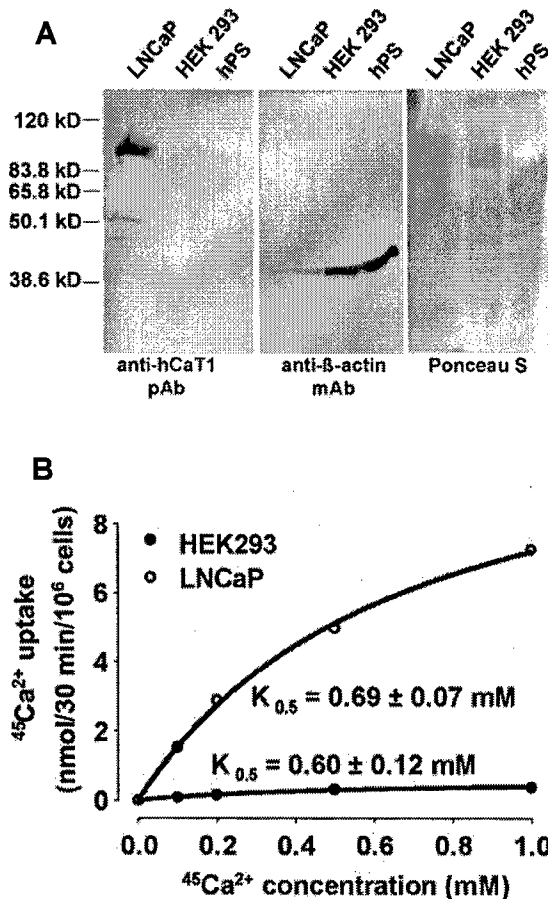 A
LNCaP HEK 293 hPS LNCaP HEK 293 hPS LNCaP HEK 293 hPS
120 kD
83.8 kD
65.8 kD
50.1 kD
38.6 kD
anti-hCaT1 pAb
anti-ß-actin mAb
Ponceau S
B
8
6
4
2
0
HEK293
LNCaP
K 0.5 = 0.69 ± 0.07 mM
K 0.5 = 0.60 ± 0.12 mM
45Ca2+ uptake
(nmol/30 min/10⁶ cells)
0.0 0.2 0.4 0.6 0.8 1.0
45Ca2+ concentration (mM)